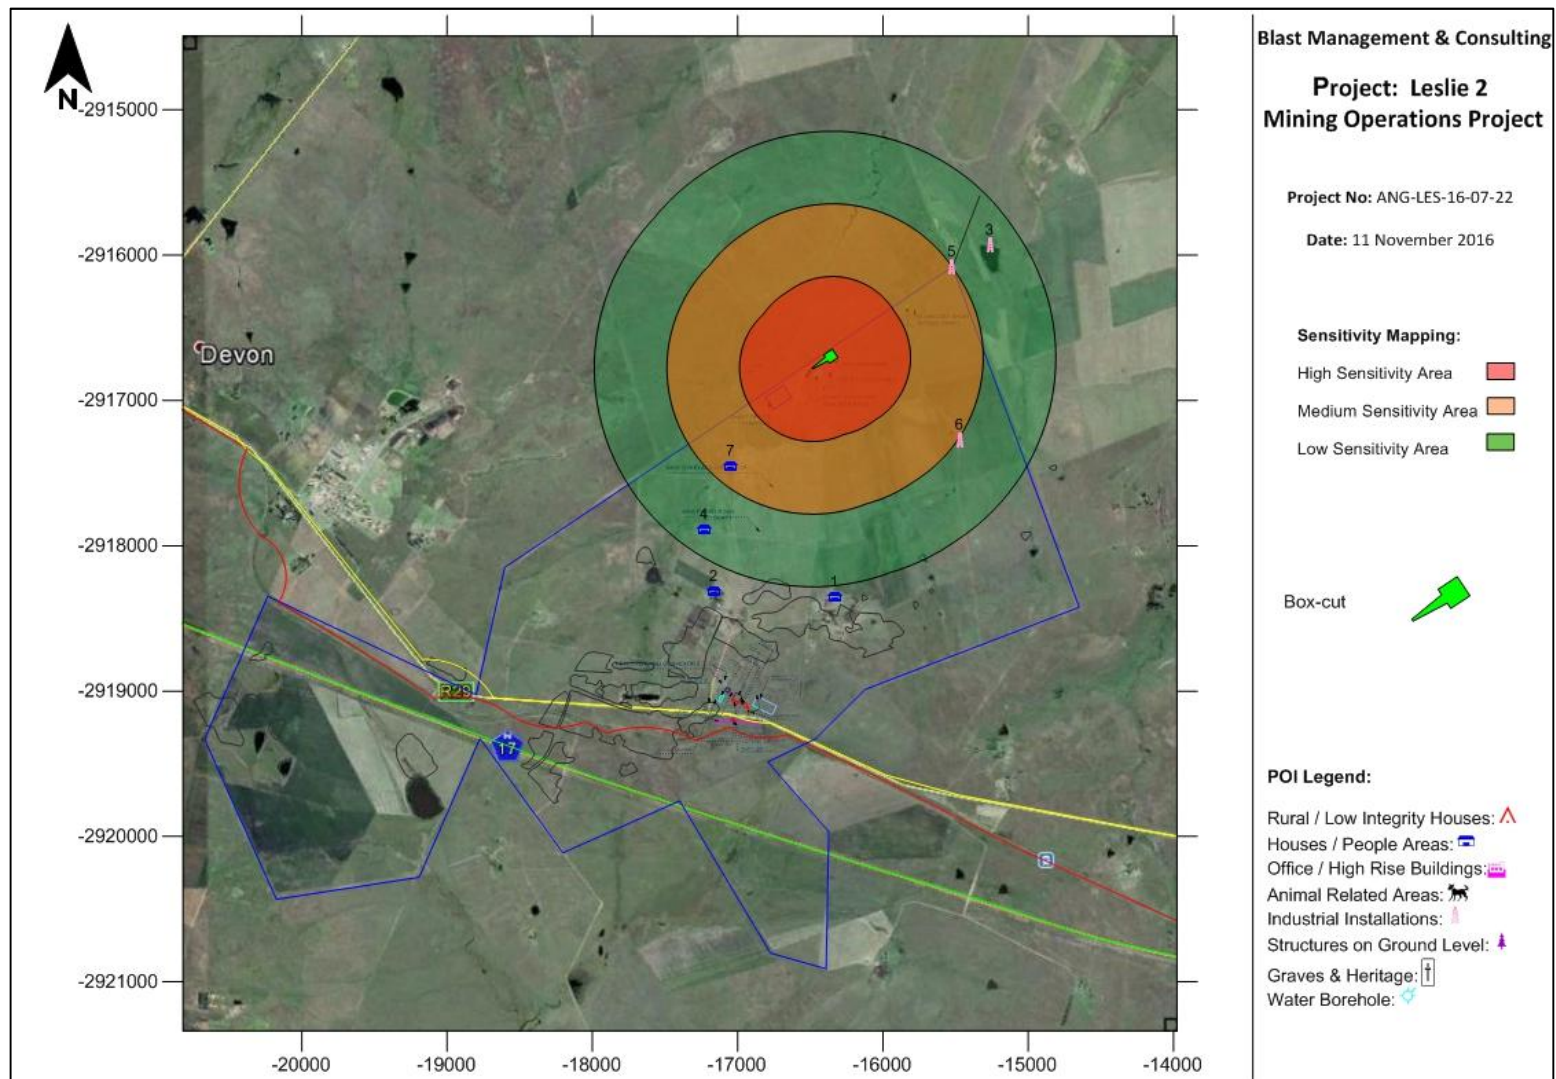 N
-2915000
-2916000
-2917000
-2918000
-2919000
-2920000
-2921000
-20000
-19000
-18000
-17000
-16000
-15000
-14000
Devon
3
5
6
7
4
2
1
R29
17
Blast Management & Consulting
Project: Leslie 2
Mining Operations Project
Project No: ANG-LES-16-07-22
Date: 11 November 2016
Sensitivity Mapping:
High Sensitivity Area
Medium Sensitivity Area
Low Sensitivity Area
Box-cut
POI Legend:
Rural / Low Integrity Houses:
Houses / People Areas:
Office / High Rise Buildings:
Animal Related Areas:
Industrial Installations:
Structures on Ground Level:
Graves & Heritage:
Water Borehole: